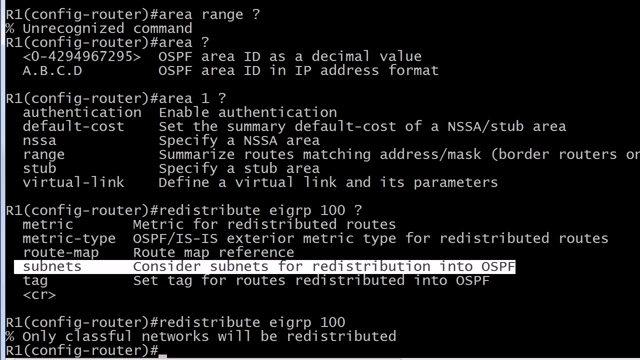 R1(config-router)#area range ?
% Unrecognized command
R1(config-router)#area ?
<0-4294967295> OSPF area ID as a decimal value
A.B.C.D OSPF area ID in IP address format
R1(config-router)#area 1 ?
authentication Enable authentication
default-cost Set the summary default-cost of a NSSA/stub area
nssa Specify a NSSA area
range Summarize routes matching address/mask (border routers on
stub Specify a stub area
virtual-link Define a virtual link and its parameters
R1(config-router)#redistribute eigrp 100 ?
metric Metric for redistributed routes
metric-type OSPF/IS-IS exterior metric type for redistributed routes
route-map Route map reference
subnets Consider subnets for redistribution into OSPF
tag Set tag for routes redistributed into OSPF
<cr>
R1(config-router)#redistribute eigrp 100
% Only classful networks will be redistributed
R1(config-router)#